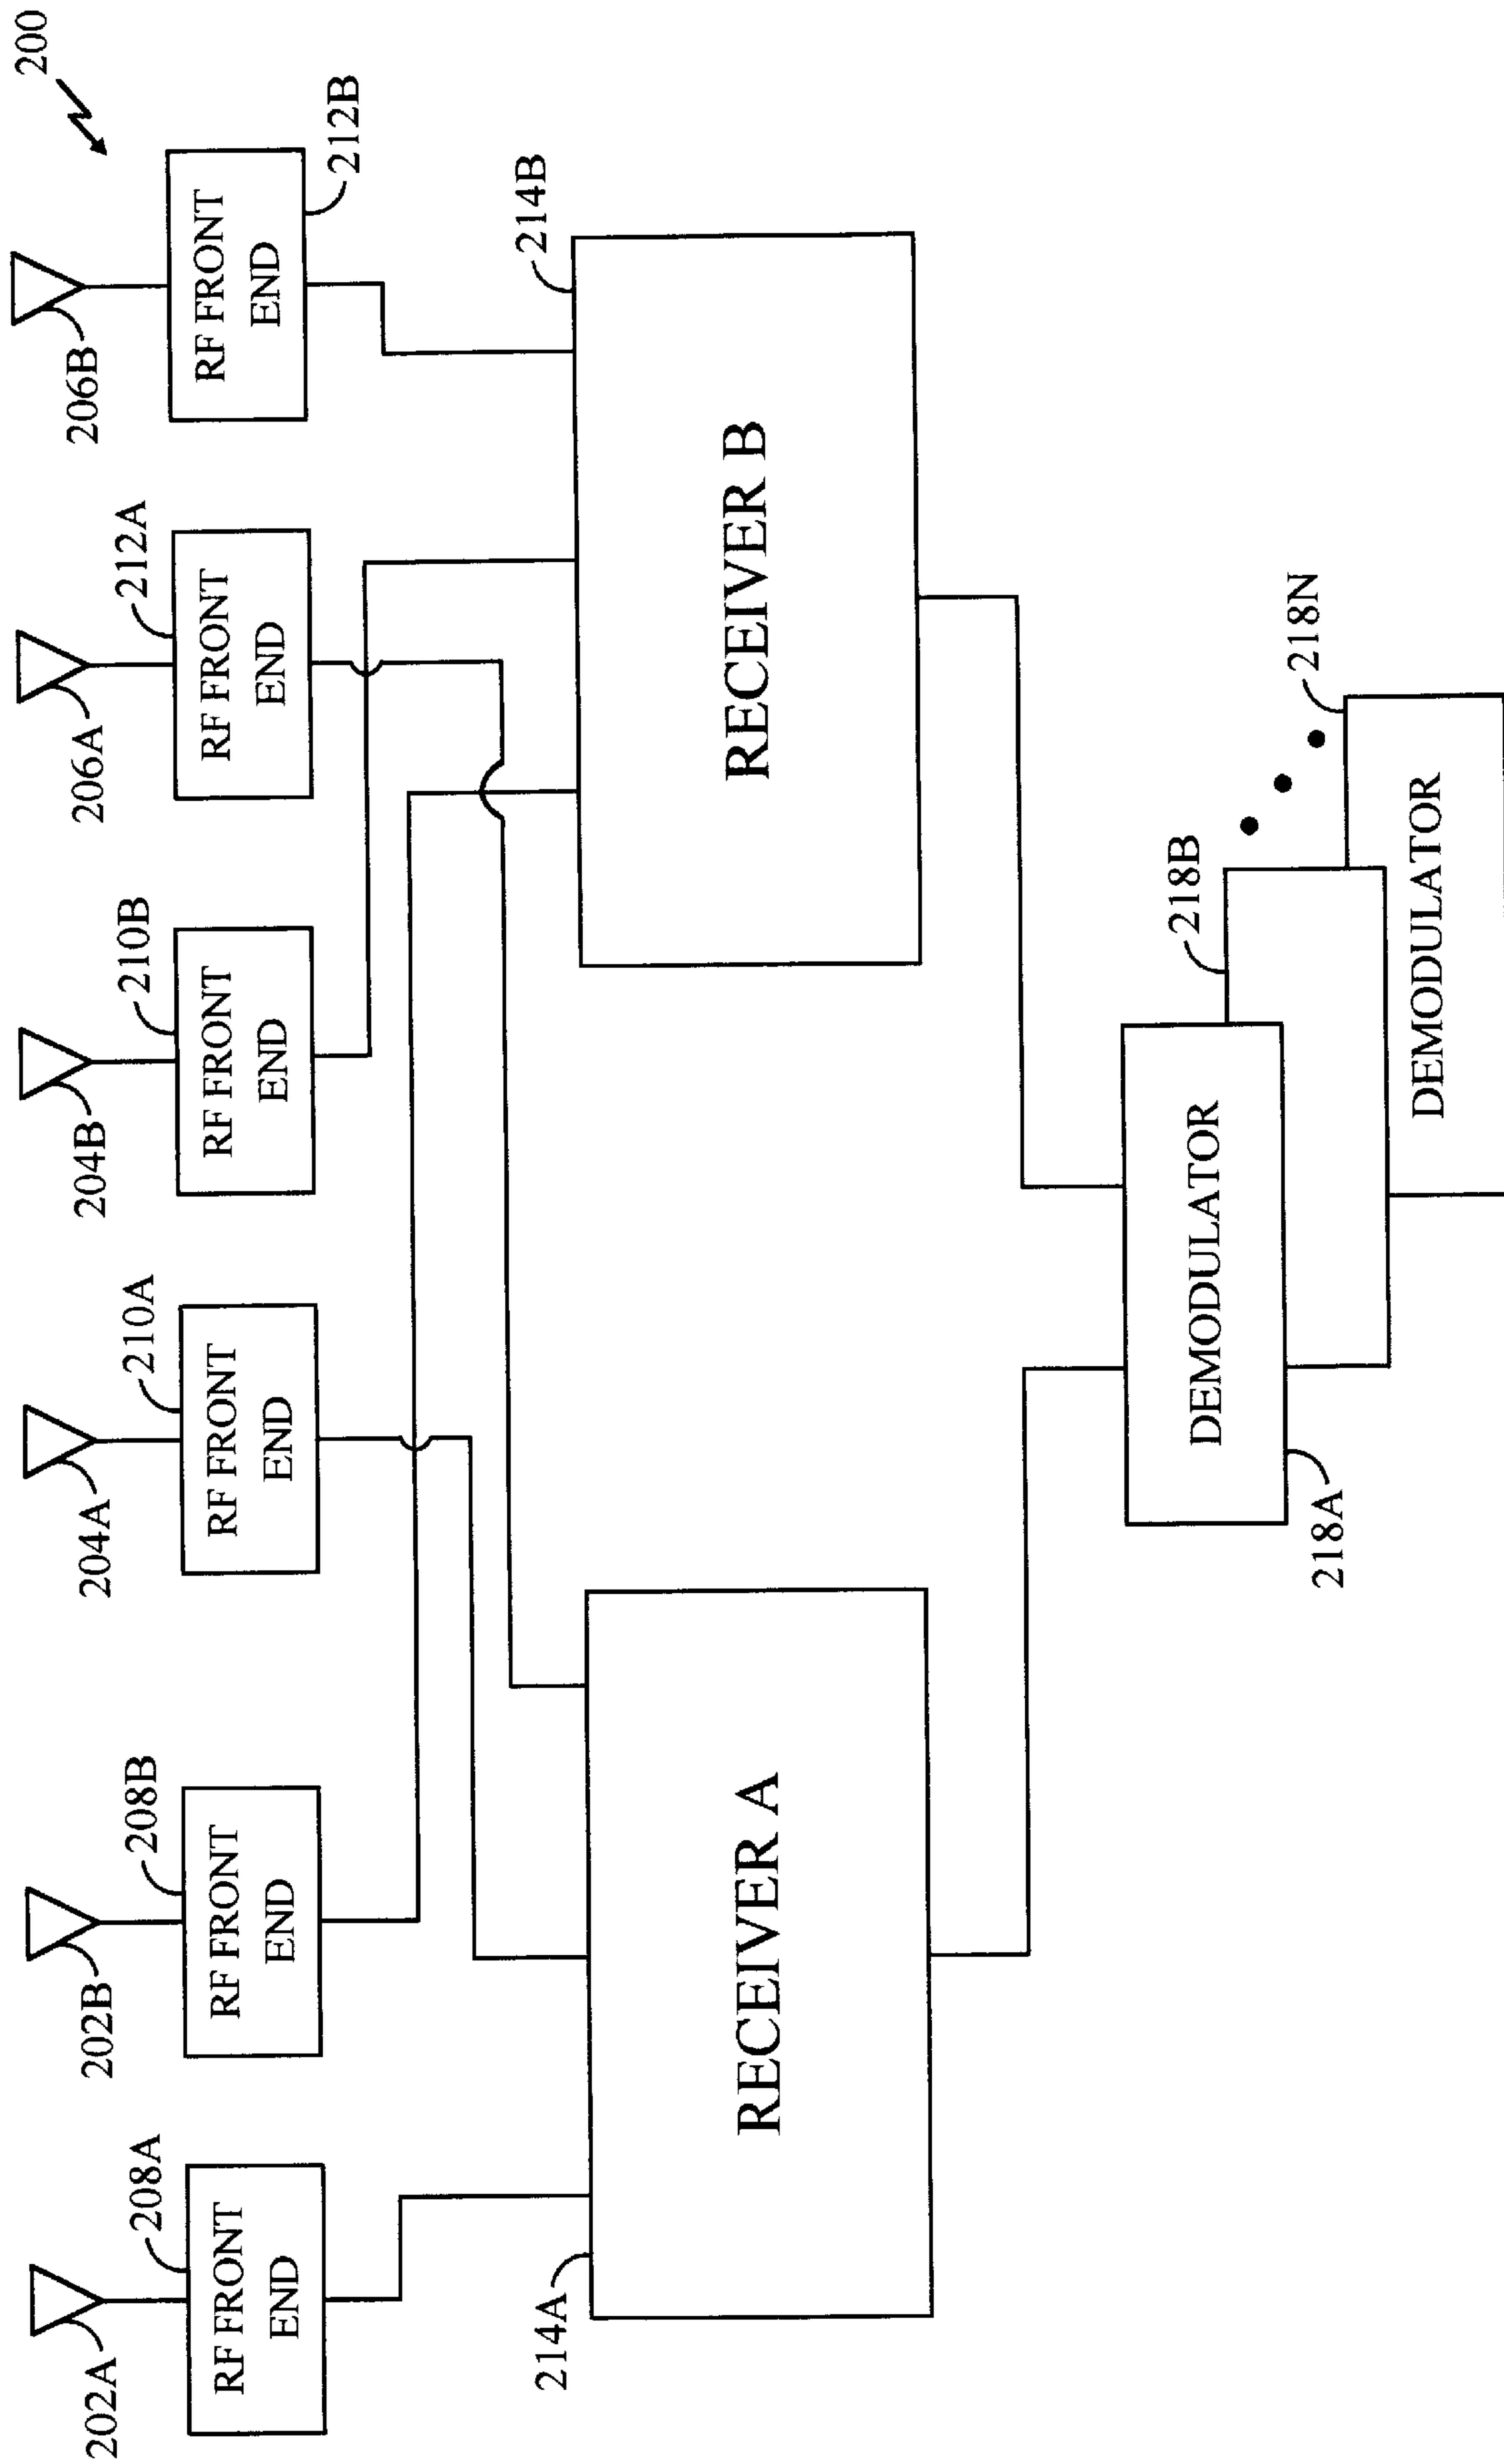 200
202A
202B
204A
204B
206A
206B
208A
208B
210A
210B
212A
212B
RF FRONT
END
RF FRONT
END
RF FRONT
END
RF FRONT
END
RF FRONT
END
RF FRONT
END
214A
214B
RECEIVER A
RECEIVER B
218A
218B
218N
DEMODULATOR
DEMODULATOR